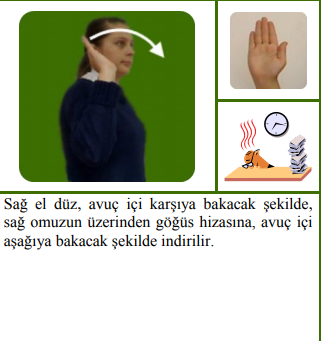 Sağ el düz, avuç içi karşıya bakacak şekilde,
sağ omuzun üzerinden göğüs hizasına, avuç içi
aşağıya bakacak şekilde indirilir.